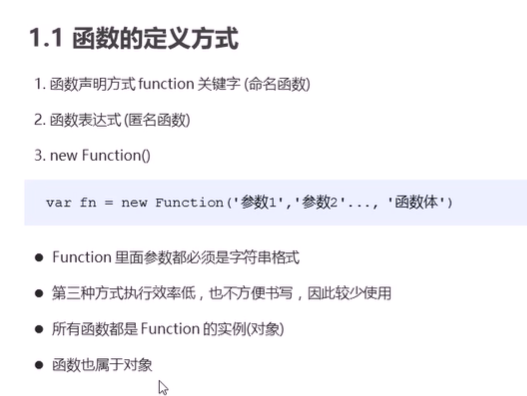 1.1 函数的定义方式
1. 函数声明方式 function 关键字 (命名函数)
2. 函数表达式 (匿名函数)
3. new Function()
var fn = new Function('参数1','参数2'..., '函数体')
● Function 里面参数都必须是字符串格式
● 第三种方式执行效率低，也不方便书写，因此较少使用
● 所有函数都是 Function 的实例(对象)
● 函数也属于对象